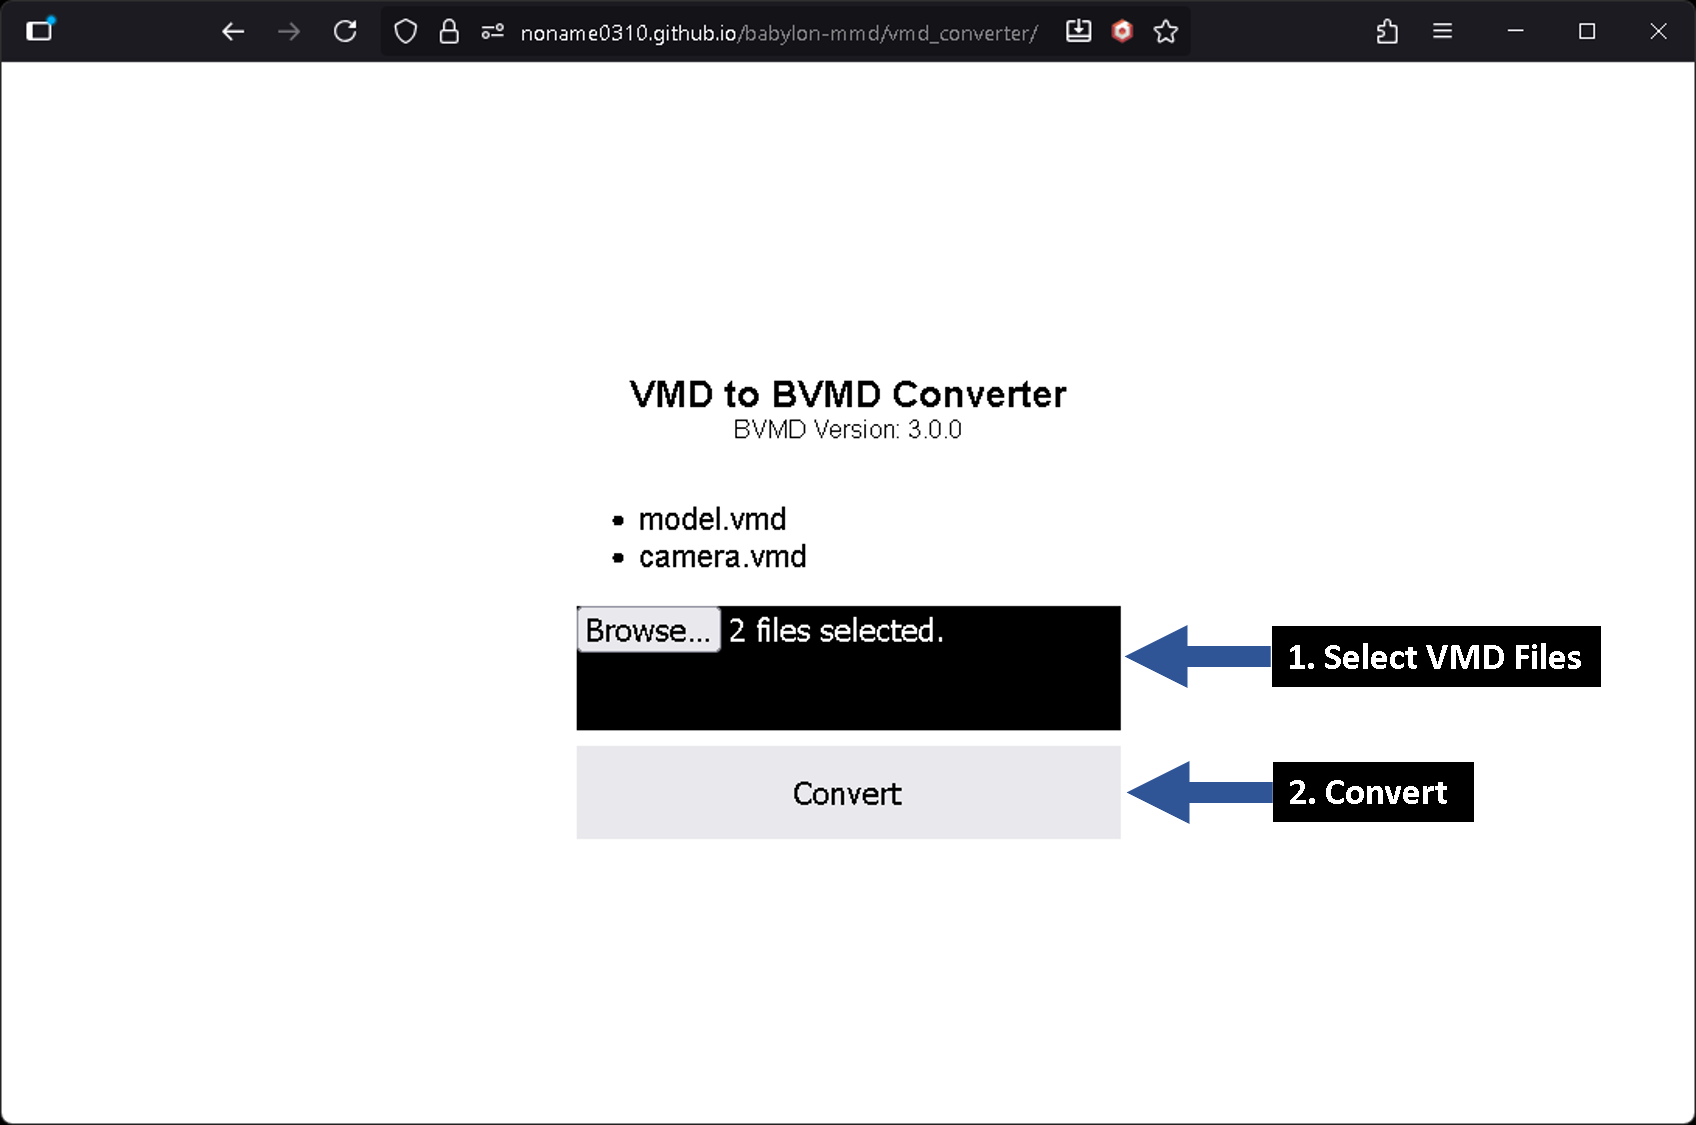 noname0310.github.io/babylon-mmd/vmd_converter/
VMD to BVMD Converter
BVMD Version: 3.0.0
model.vmd
camera.vmd
Browse... 2 files selected.
1. Select VMD Files
Convert
2. Convert